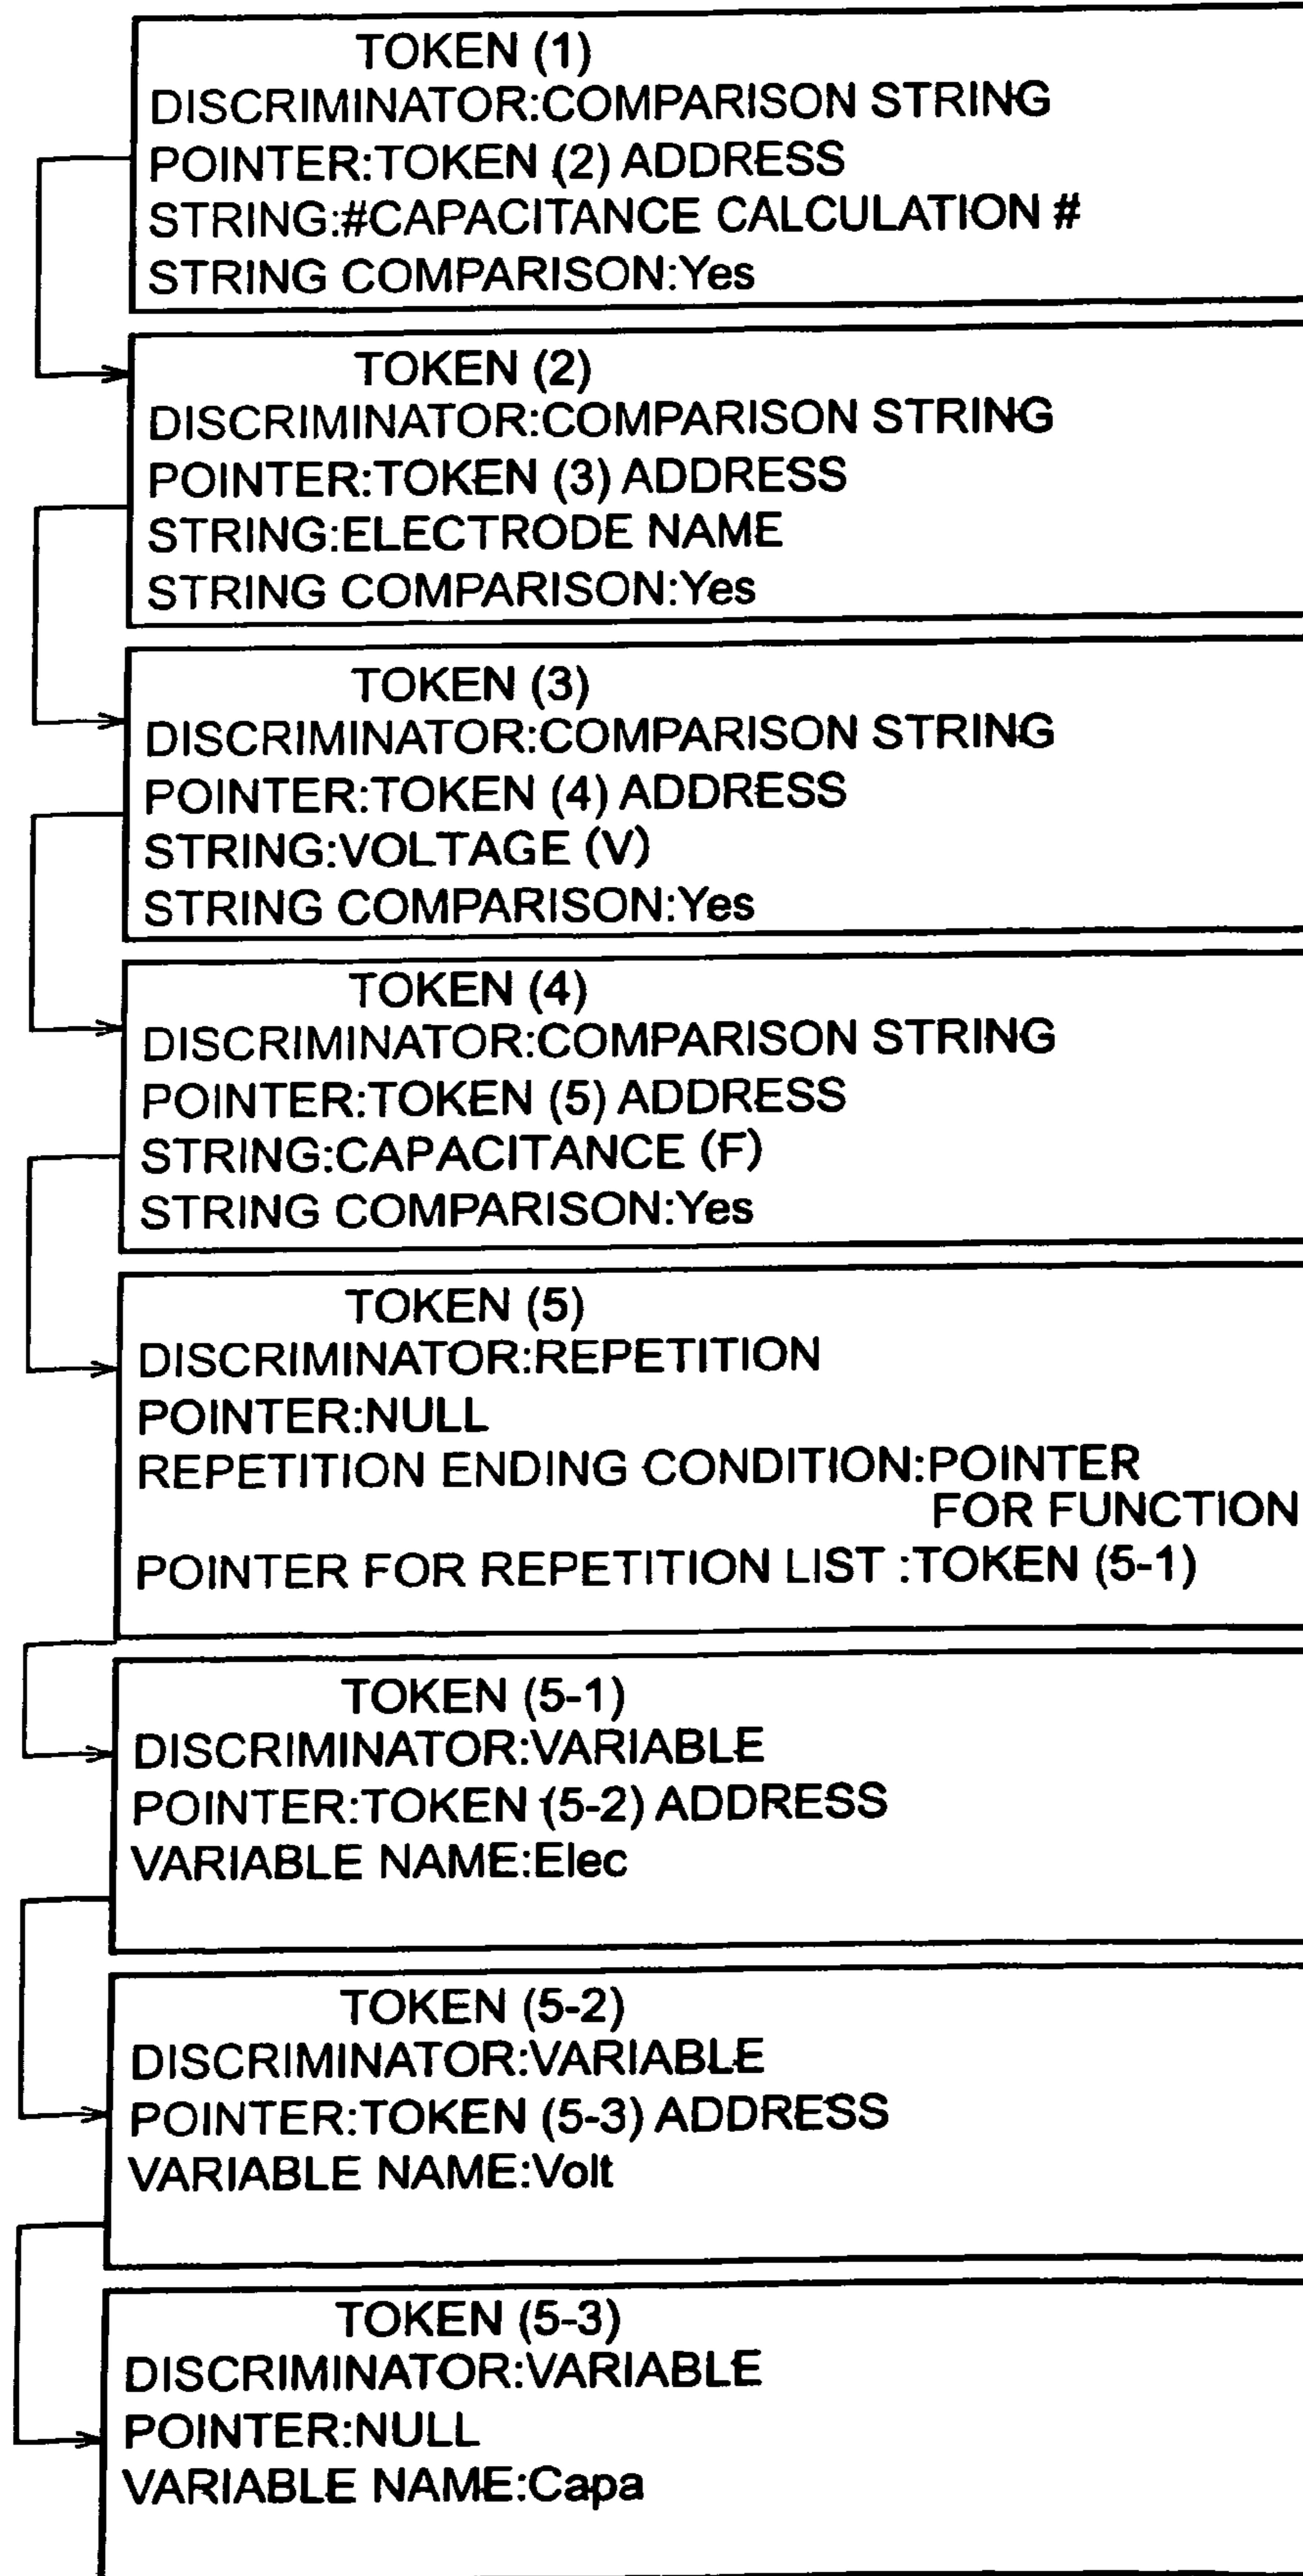 TOKEN (1)
DISCRIMINATOR:COMPARISON STRING
POINTER:TOKEN (2) ADDRESS
STRING:#CAPACITANCE CALCULATION #
STRING COMPARISON:Yes
TOKEN (2)
DISCRIMINATOR:COMPARISON STRING
POINTER:TOKEN (3) ADDRESS
STRING:ELECTRODE NAME
STRING COMPARISON:Yes
TOKEN (3)
DISCRIMINATOR:COMPARISON STRING
POINTER:TOKEN (4) ADDRESS
STRING:VOLTAGE (V)
STRING COMPARISON:Yes
TOKEN (4)
DISCRIMINATOR:COMPARISON STRING
POINTER:TOKEN (5) ADDRESS
STRING:CAPACITANCE (F)
STRING COMPARISON:Yes
TOKEN (5)
DISCRIMINATOR:REPETITION
POINTER:NULL
REPETITION ENDING CONDITION:POINTER
FOR FUNCTION
POINTER FOR REPETITION LIST :TOKEN (5-1)
TOKEN (5-1)
DISCRIMINATOR:VARIABLE
POINTER:TOKEN (5-2) ADDRESS
VARIABLE NAME:Elec
TOKEN (5-2)
DISCRIMINATOR:VARIABLE
POINTER:TOKEN (5-3) ADDRESS
VARIABLE NAME:Volt
TOKEN (5-3)
DISCRIMINATOR:VARIABLE
POINTER:NULL
VARIABLE NAME:Capa